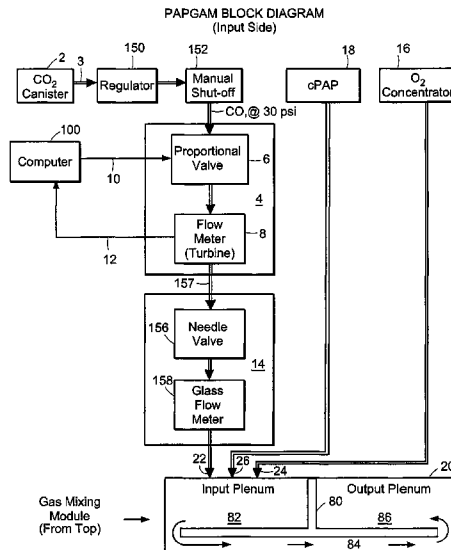 PAPGAM BLOCK DIAGRAM
(Input Side)
2
3
150
152
18
16
CO2
Canister
Regulator
Manual
Shut-off
cPAP
O2
Concentrator
CO,@ 30 psi
100
Computer
10
12
Proportional
Valve
6
4
Flow
Meter
(Turbine)
8
157
156
Needle
Valve
14
158
Glass
Flow
Meter
22
26
24
20
Gas Mixing
Module
(From Top)
Input Plenum
80
Output Plenum
82
86
84